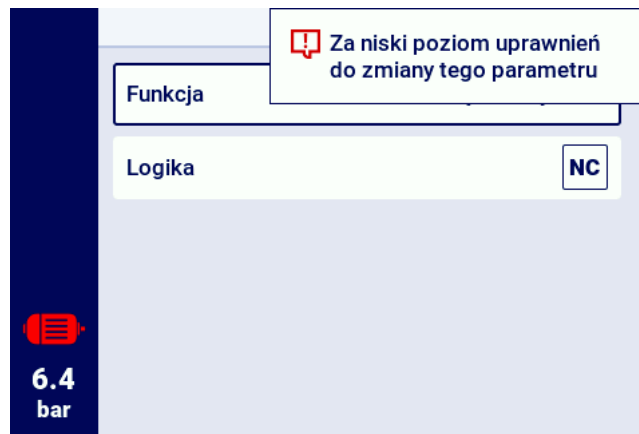 Za niski poziom uprawnień
do zmiany tego parametru
Funkcja
Logika
NC
6.4
bar